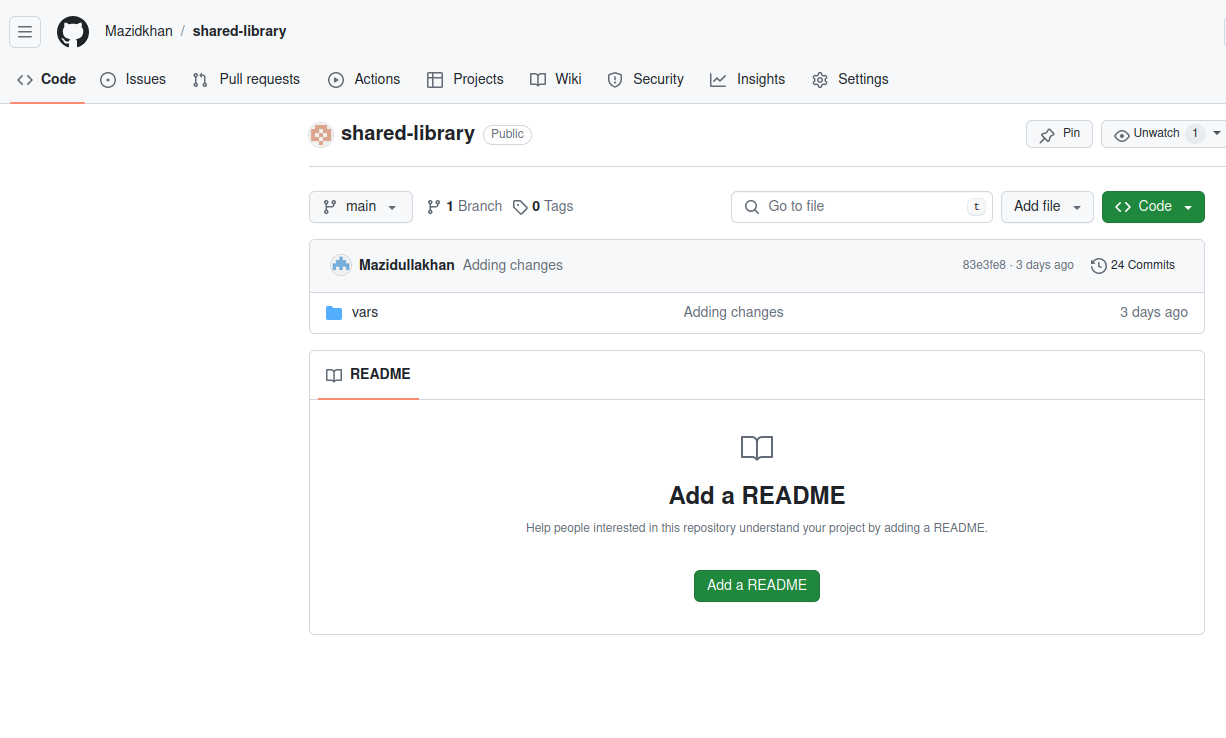 Mazidkhan / shared-library
Code Issues Pull requests Actions Projects Wiki Security Insights Settings
shared-library Public Pin Unwatch 1
main 1 Branch 0 Tags Go to file t Add file Code
Mazidullakhan Adding changes 83e3fe8 · 3 days ago 24 Commits
vars Adding changes 3 days ago
README
Add a README
Help people interested in this repository understand your project by adding a README.
Add a README